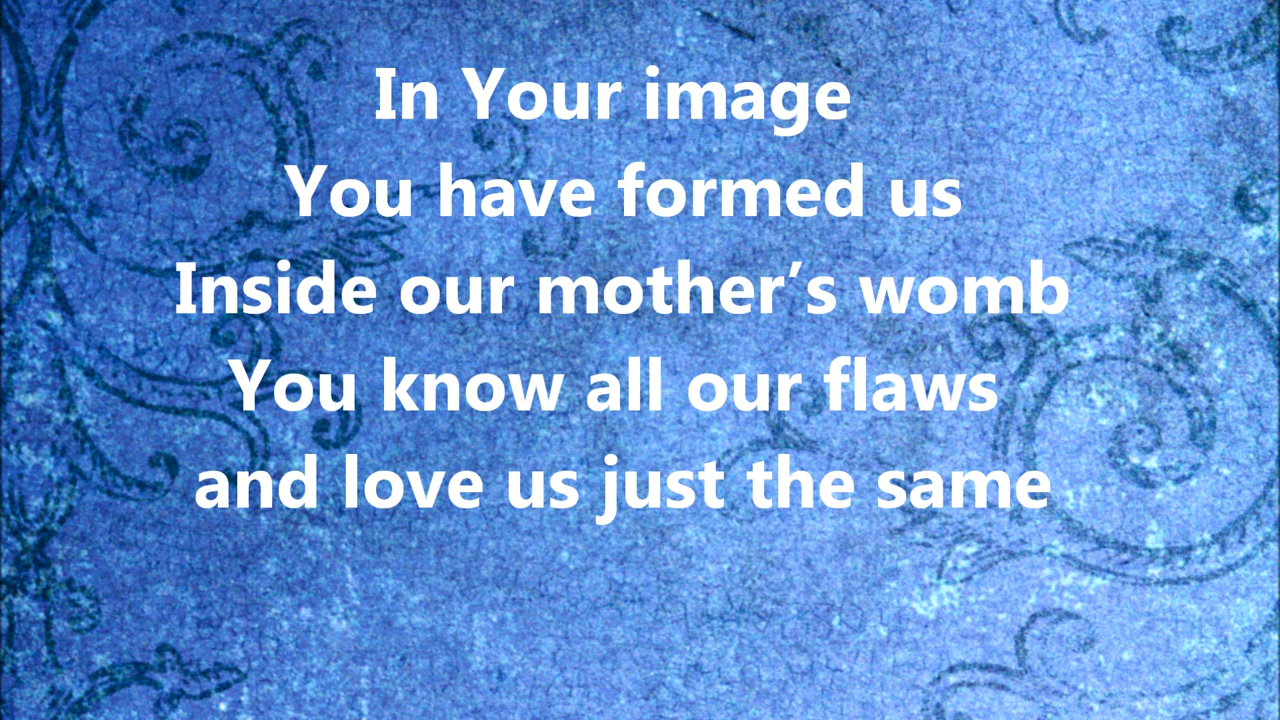 In Your image
You have formed us
Inside our mother’s womb
You know all our flaws
and love us just the same